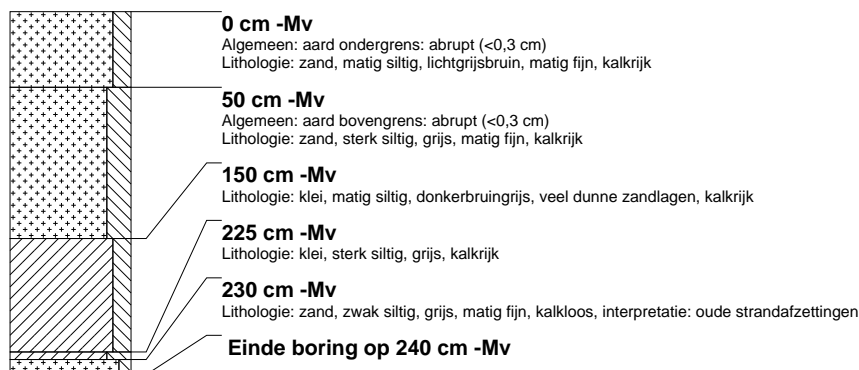 0 cm -Mv
Algemeen: aard ondergrens: abrupt (<0,3 cm)
Lithologie: zand, matig siltig, lichtgrijsbruin, matig fijn, kalkrijk
50 cm -Mv
Algemeen: aard bovengrens: abrupt (<0,3 cm)
Lithologie: zand, sterk siltig, grijs, matig fijn, kalkrijk
150 cm -Mv
Lithologie: klei, matig siltig, donkerbruingrijs, veel dunne zandlagen, kalkrijk
225 cm -Mv
Lithologie: klei, sterk siltig, grijs, kalkrijk
230 cm -Mv
Lithologie: zand, zwak siltig, grijs, matig fijn, kalkloos, interpretatie: oude strandafzettingen
Einde boring op 240 cm -Mv